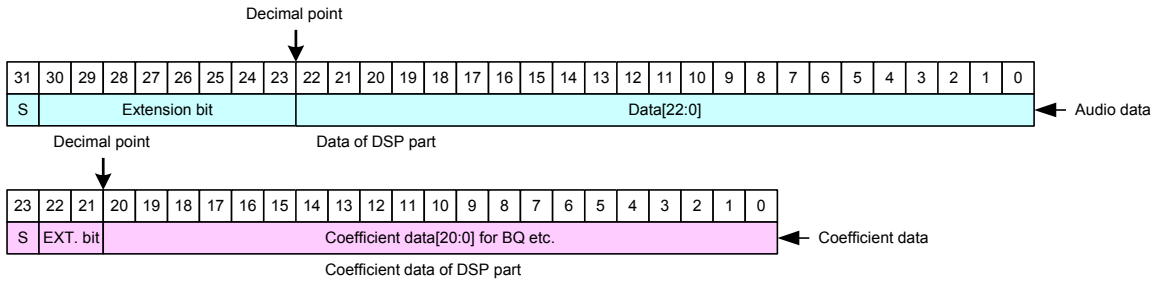 Decimal point
31 30 29 28 27 26 25 24 23 22 21 20 19 18 17 16 15 14 13 12 11 10 9 8 7 6 5 4 3 2 1 0
S Extension bit Data[22:0] Audio data
Decimal point Data of DSP part
23 22 21 20 19 18 17 16 15 14 13 12 11 10 9 8 7 6 5 4 3 2 1 0
S EXT. bit Coefficient data[20:0] for BQ etc. Coefficient data
Coefficient data of DSP part